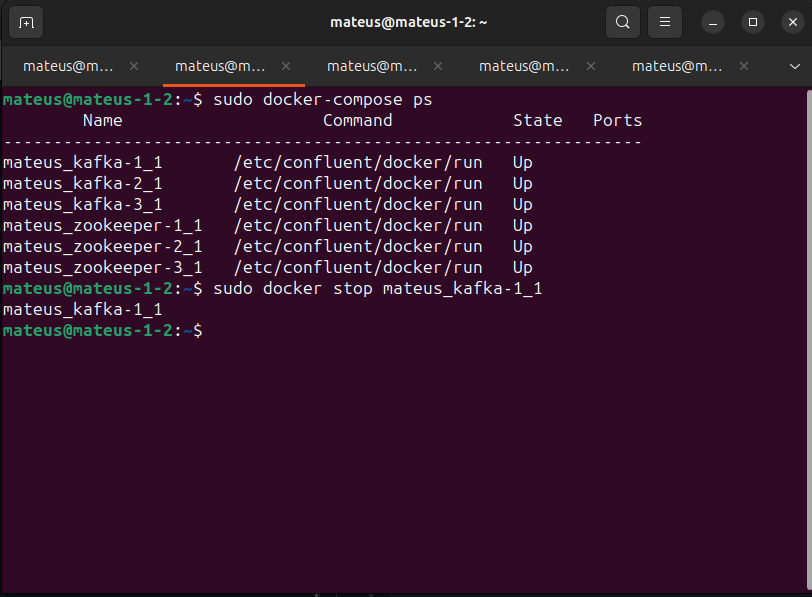 mateus@mateus-1-2: ~
mateus@m... mateus@m... mateus@m... mateus@m... mateus@m...
mateus@mateus-1-2:~$ sudo docker-compose ps
Name Command State Ports
----------------------------------------------------------------
mateus_kafka-1_1 /etc/confluent/docker/run Up
mateus_kafka-2_1 /etc/confluent/docker/run Up
mateus_kafka-3_1 /etc/confluent/docker/run Up
mateus_zookeeper-1_1 /etc/confluent/docker/run Up
mateus_zookeeper-2_1 /etc/confluent/docker/run Up
mateus_zookeeper-3_1 /etc/confluent/docker/run Up
mateus@mateus-1-2:~$ sudo docker stop mateus_kafka-1_1
mateus_kafka-1_1
mateus@mateus-1-2:~$